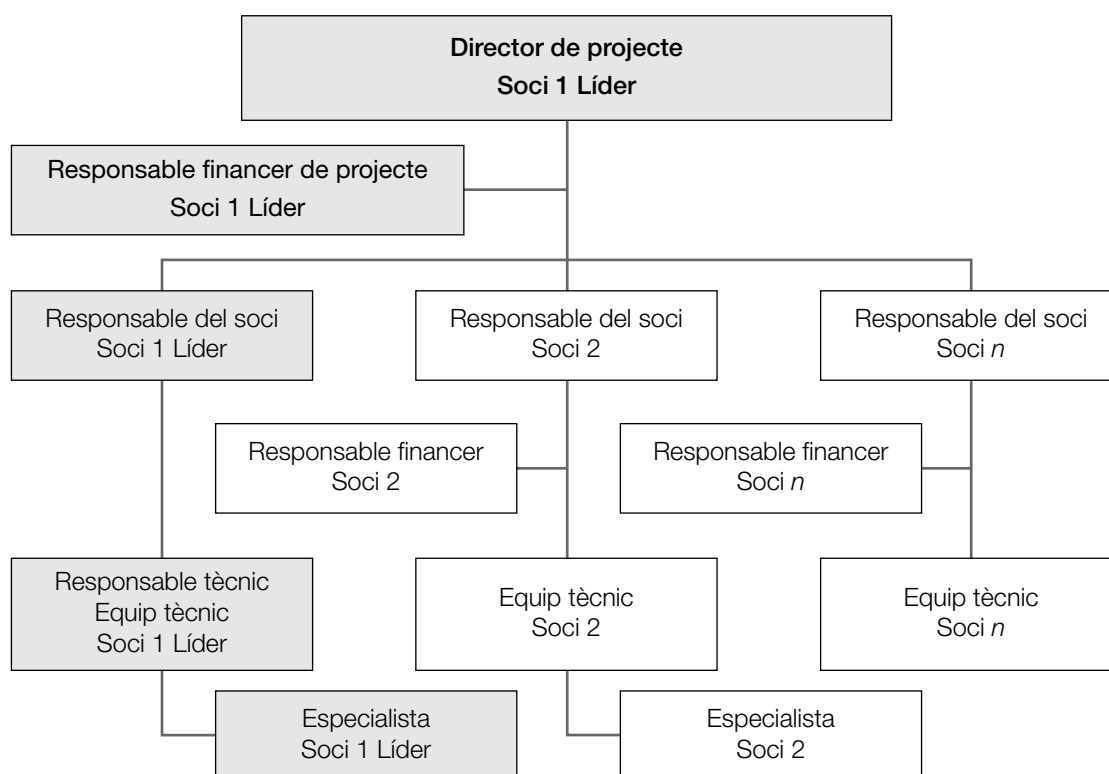 Director de projecte
Soci 1 Líder
Responsable financer de projecte
Soci 1 Líder
Responsable del soci
Soci 1 Líder
Responsable del soci
Soci 2
Responsable del soci
Soci n
Responsable financer
Soci 2
Responsable financer
Soci n
Responsable tècnic
Equip tècnic
Soci 1 Líder
Equip tècnic
Soci 2
Equip tècnic
Soci n
Especialista
Soci 1 Líder
Especialista
Soci 2